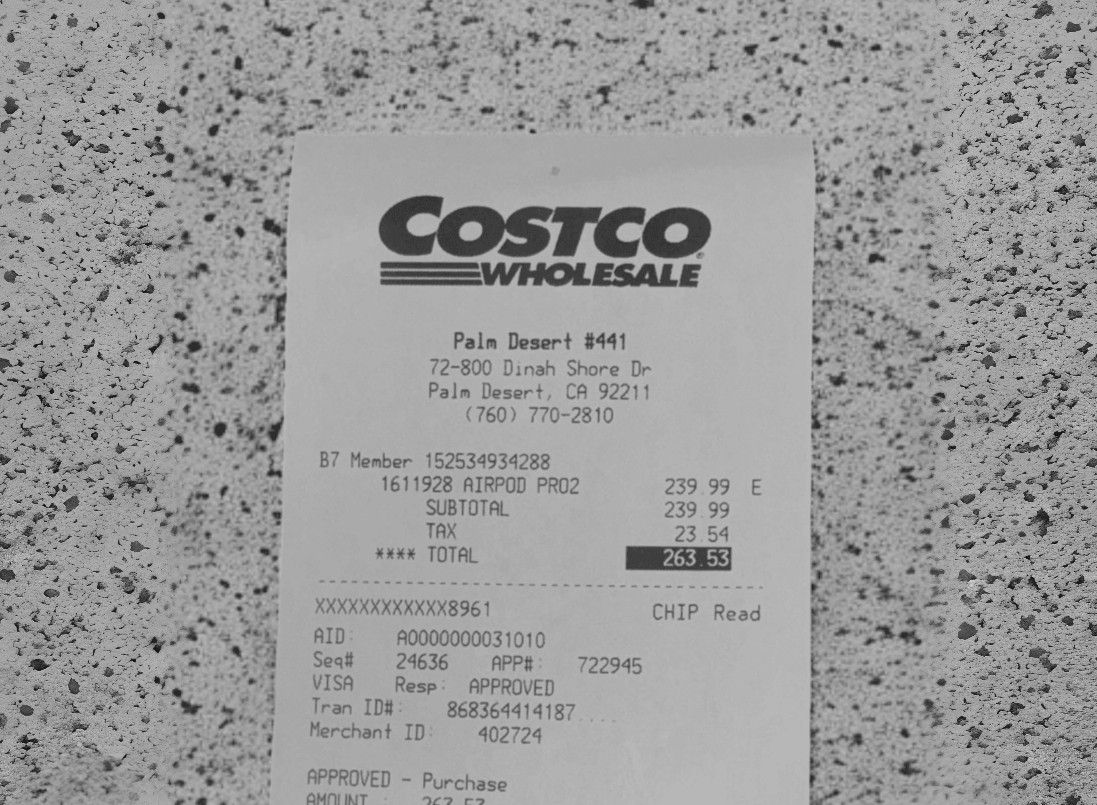 COSTCO
WHOLESALE
Palm Desert #441
72-800 Dinah Shore Dr
Palm Desert, CA 92211
(760) 770-2810
B7 Member 152534934288
1611928 AIRPOD PRO2 239.99 E
SUBTOTAL 239.99
TAX 23.54
**** TOTAL 263.53
XXXXXXXXXXXX8961 CHIP Read
AID: A0000000031010
Seq# 24636 APP#: 722945
VISA Resp: APPROVED
Tran ID#: 868364414187....
Merchant ID: 402724
APPROVED - Purchase
AMOUNT